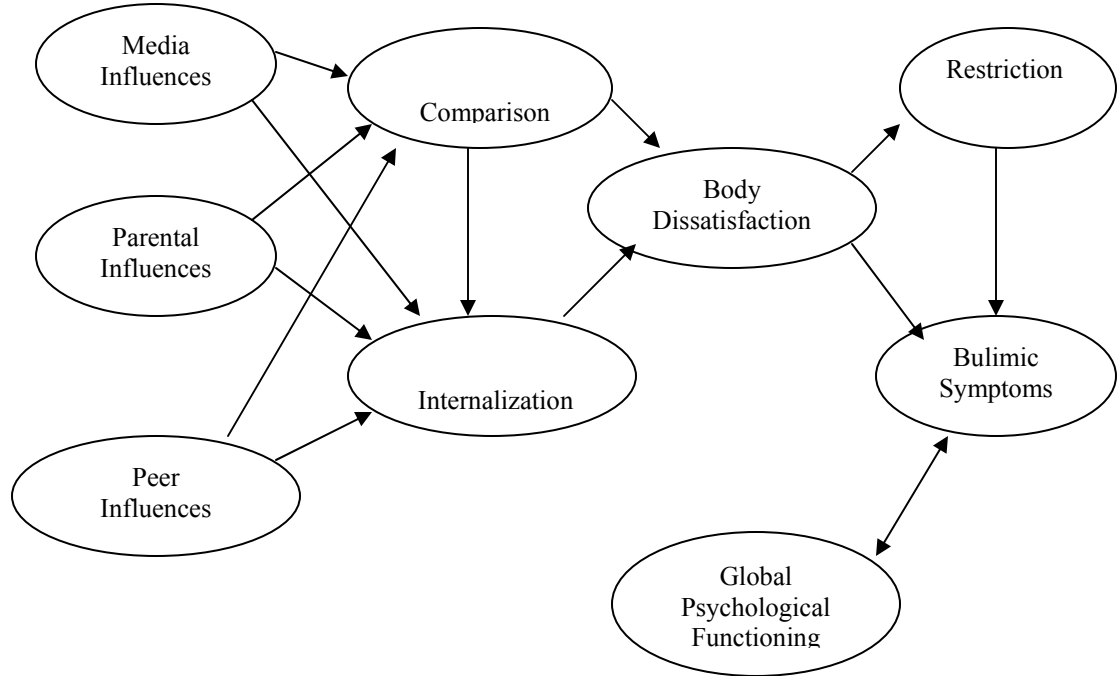 Media
Influences
Comparison
Restriction
Body
Dissatisfaction
Parental
Influences
Internalization
Bulimic
Symptoms
Peer
Influences
Global
Psychological
Functioning